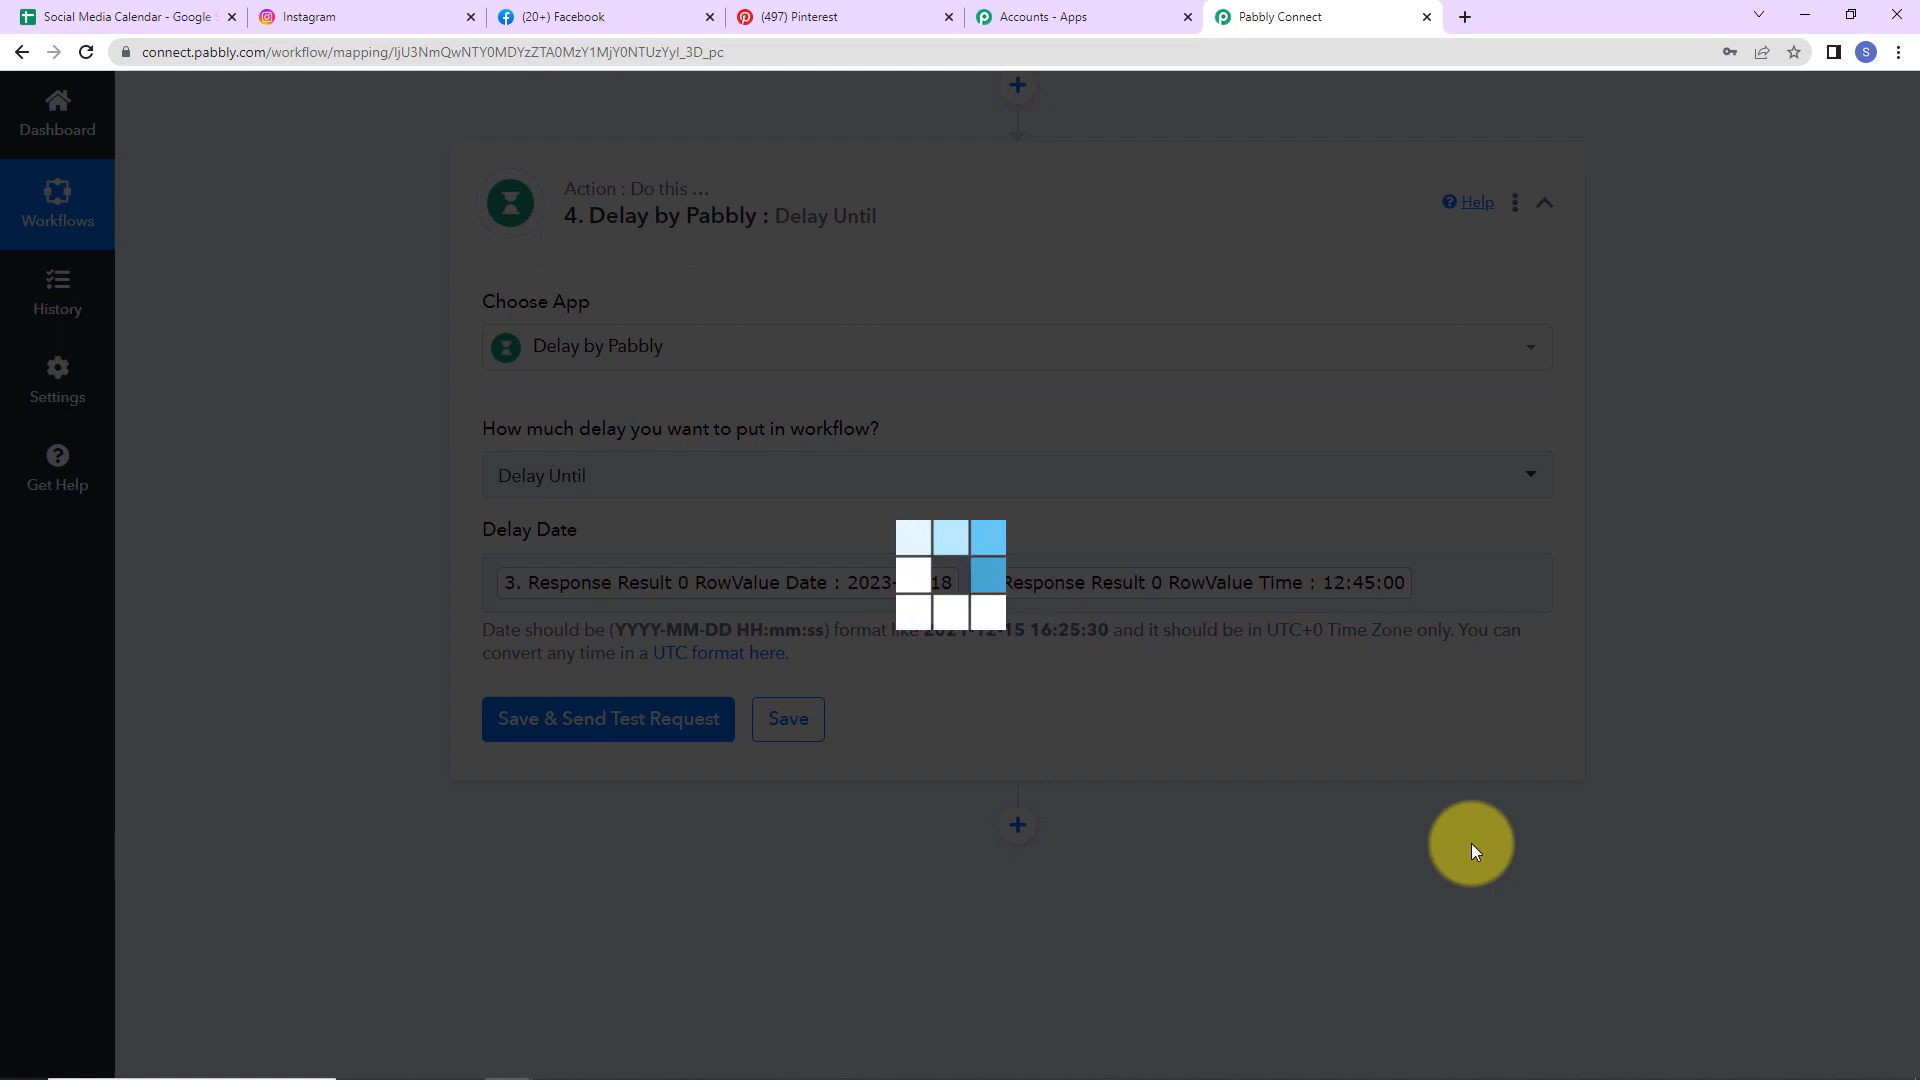 Social Media Calendar - Google S
Instagram
(20+) Facebook
(497) Pinterest
Accounts - Apps
Pabbly Connect
connect.pabbly.com/workflow/mapping/IjU3NmQwNTY0MDYzZTA0MzY1MjY0NTUzYyI_3D_pc
S
Dashboard
Workflows
History
Settings
Get Help
Action : Do this ...
4. Delay by Pabbly : Delay Until
Help
Choose App
Delay by Pabbly
How much delay you want to put in workflow?
Delay Until
Delay Date
3. Response Result 0 RowValue Date : 2023- 18 Response Result 0 RowValue Time : 12:45:00
Date should be (YYYY-MM-DD HH:mm:ss) format like 2021-12-15 16:25:30 and it should be in UTC+0 Time Zone only. You can
convert any time in a UTC format here.
Save & Send Test Request
Save